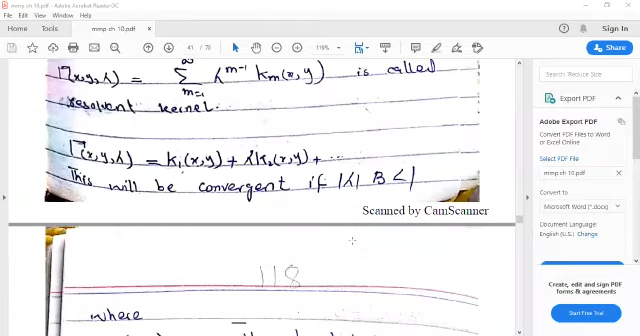 mmp ch 10.pdf - Adobe Acrobat Reader DC
File Edit View Window Help
Home Tools mmp ch 10.pdf × Sign In
41 / 70 119% Share
Γ(x,y,λ) = ∞ Σ m=1 λ^(m-1) K_m(x,y) is called
resolvent kernel.
Γ(x,y,λ) = K₁(x,y) + λK₂(x,y) + ...
This will be convergent if |λ| B < 1
Scanned by CamScanner
118
where
Search 'Reduce Size'
Export PDF
Adobe Export PDF
Convert PDF Files to Word
or Excel Online
Select PDF File
mmp ch 10.pdf ×
Convert to
Microsoft Word (*.docx)
Document Language:
English (U.S.) Change
Create, edit and sign PDF
forms & agreements
Start Free Trial